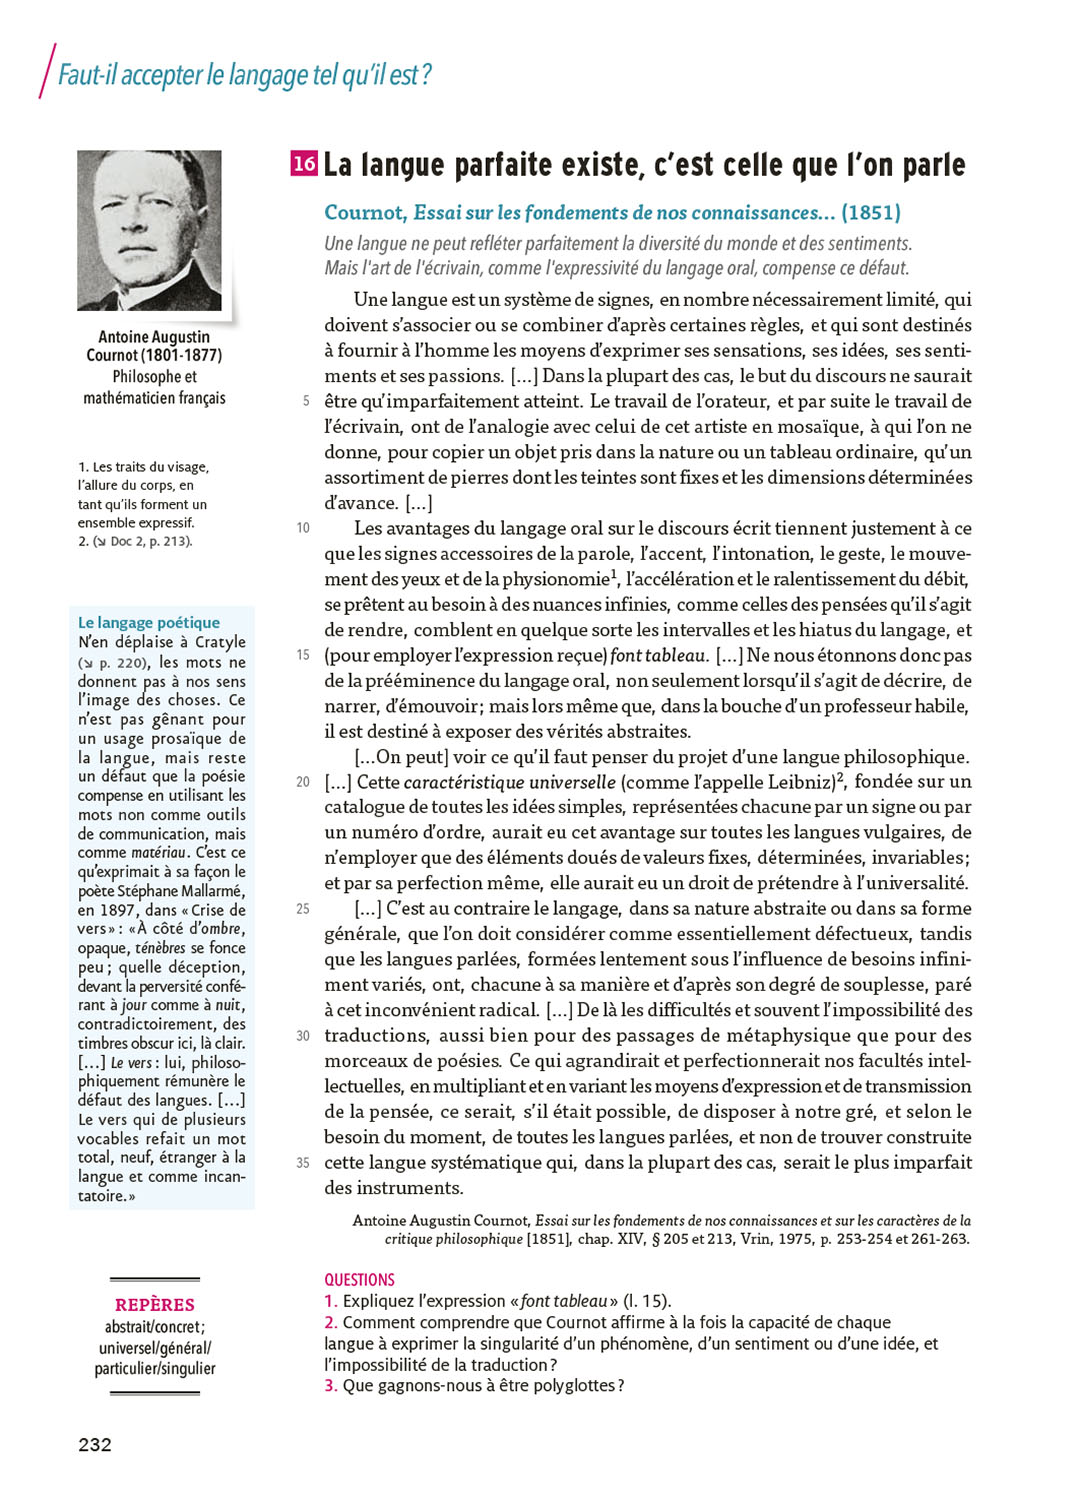 Faut-il accepter le langage tel qu'il est ?
Antoine Augustin
Cournot (1801-1877)
Philosophe et
mathématicien français
1. Les traits du visage,
l'allure du corps, en
tant qu'ils forment un
ensemble expressif.
2. (↘ Doc 2, p. 213).
Le langage poétique
N'en déplaise à Cratyle
(↘ p. 220), les mots ne
donnent pas à nos sens
l'image des choses. Ce
n'est pas gênant pour
un usage prosaïque de
la langue, mais reste
un défaut que la poésie
compense en utilisant les
mots non comme outils
de communication, mais
comme matériau. C'est ce
qu'exprimait à sa façon le
poète Stéphane Mallarmé,
en 1897, dans « Crise de
vers » : « À côté d'ombre,
opaque, ténèbres se fonce
peu ; quelle déception,
devant la perversité confé-
rant à jour comme à nuit,
contradictoirement, des
timbres obscur ici, là clair.
[…] Le vers : lui, philoso-
phiquement rémunère le
défaut des langues. […]
Le vers qui de plusieurs
vocables refait un mot
total, neuf, étranger à la
langue et comme incan-
tatoire. »
REPÈRES
abstrait/concret ;
universel/général/
particulier/singulier
16 La langue parfaite existe, c'est celle que l'on parle
Cournot, Essai sur les fondements de nos connaissances… (1851)
Une langue ne peut refléter parfaitement la diversité du monde et des sentiments.
Mais l'art de l'écrivain, comme l'expressivité du langage oral, compense ce défaut.
Une langue est un système de signes, en nombre nécessairement limité, qui
doivent s'associer ou se combiner d'après certaines règles, et qui sont destinés
à fournir à l'homme les moyens d'exprimer ses sensations, ses idées, ses senti-
ments et ses passions. […] Dans la plupart des cas, le but du discours ne saurait
5 être qu'imparfaitement atteint. Le travail de l'orateur, et par suite le travail de
l'écrivain, ont de l'analogie avec celui de cet artiste en mosaïque, à qui l'on ne
donne, pour copier un objet pris dans la nature ou un tableau ordinaire, qu'un
assortiment de pierres dont les teintes sont fixes et les dimensions déterminées
d'avance. […]
10 Les avantages du langage oral sur le discours écrit tiennent justement à ce
que les signes accessoires de la parole, l'accent, l'intonation, le geste, le mouve-
ment des yeux et de la physionomie1, l'accélération et le ralentissement du débit,
se prêtent au besoin à des nuances infinies, comme celles des pensées qu'il s'agit
de rendre, comblent en quelque sorte les intervalles et les hiatus du langage, et
15 (pour employer l'expression reçue) font tableau. […] Ne nous étonnons donc pas
de la prééminence du langage oral, non seulement lorsqu'il s'agit de décrire, de
narrer, d'émouvoir ; mais lors même que, dans la bouche d'un professeur habile,
il est destiné à exposer des vérités abstraites.
[…On peut] voir ce qu'il faut penser du projet d'une langue philosophique.
20 […] Cette caractéristique universelle (comme l'appelle Leibniz)2, fondée sur un
catalogue de toutes les idées simples, représentées chacune par un signe ou par
un numéro d'ordre, aurait eu cet avantage sur toutes les langues vulgaires, de
n'employer que des éléments doués de valeurs fixes, déterminées, invariables ;
et par sa perfection même, elle aurait eu un droit de prétendre à l'universalité.
25 […] C'est au contraire le langage, dans sa nature abstraite ou dans sa forme
générale, que l'on doit considérer comme essentiellement défectueux, tandis
que les langues parlées, formées lentement sous l'influence de besoins infini-
ment variés, ont, chacune à sa manière et d'après son degré de souplesse, paré
à cet inconvénient radical. […] De là les difficultés et souvent l'impossibilité des
30 traductions, aussi bien pour des passages de métaphysique que pour des
morceaux de poésies. Ce qui agrandirait et perfectionnerait nos facultés intel-
lectuelles, en multipliant et en variant les moyens d'expression et de transmission
de la pensée, ce serait, s'il était possible, de disposer à notre gré, et selon le
besoin du moment, de toutes les langues parlées, et non de trouver construite
35 cette langue systématique qui, dans la plupart des cas, serait le plus imparfait
des instruments.
Antoine Augustin Cournot, Essai sur les fondements de nos connaissances et sur les caractères de la
critique philosophique [1851], chap. XIV, § 205 et 213, Vrin, 1975, p. 253-254 et 261-263.
QUESTIONS
1. Expliquez l'expression « font tableau » (l. 15).
2. Comment comprendre que Cournot affirme à la fois la capacité de chaque
langue à exprimer la singularité d'un phénomène, d'un sentiment ou d'une idée, et
l'impossibilité de la traduction ?
3. Que gagnons-nous à être polyglottes ?
232